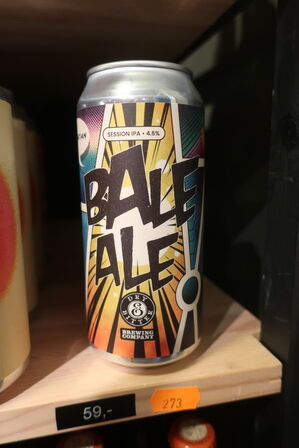 SESSION IPA • 4.6%
BALE
ALE
DRY
&
BITTER
BREWING
COMPANY
59,-
273